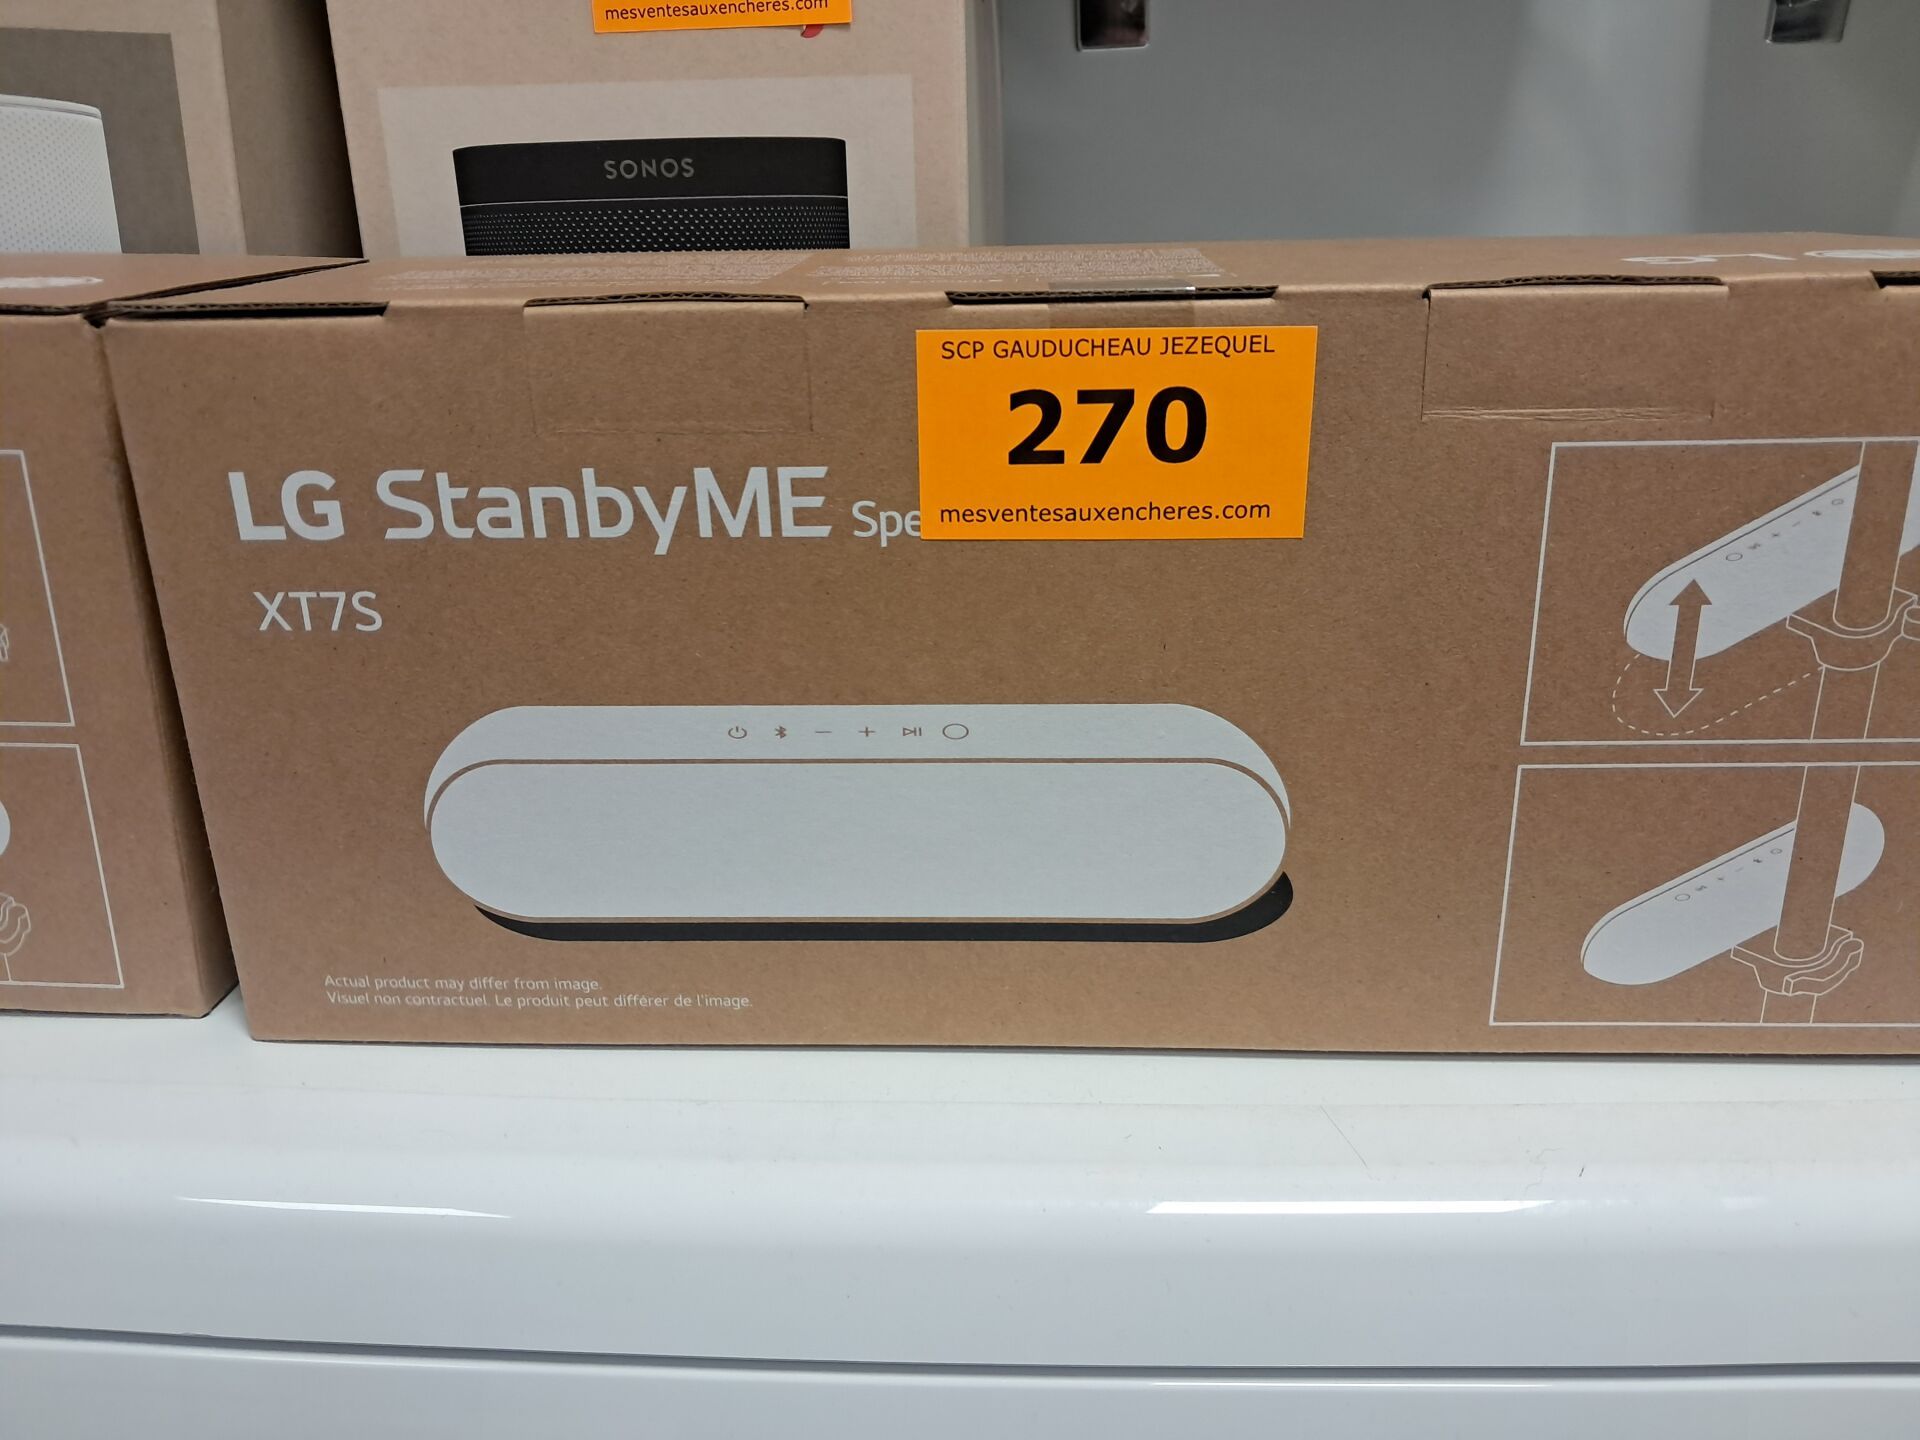 mesventesauxencheres.com
SONOS
LG
SCP GAUDUCHEAU JEZEQUEL
270
mesventesauxencheres.com
LG StanbyME Spe
XT7S
Actual product may differ from image.
Visuel non contractuel. Le produit peut différer de l'image.